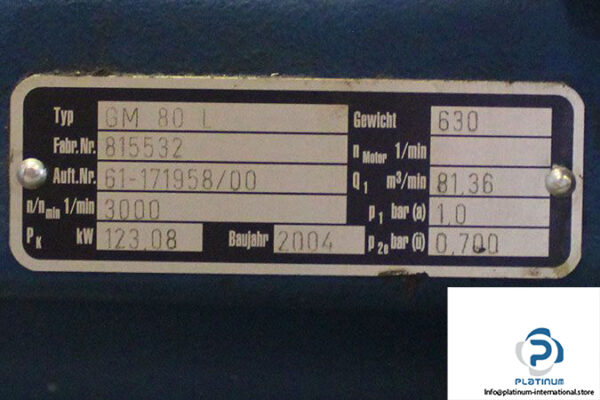 Typ GM 80 L Gewicht 630
Fabr.Nr. 815532 n Motor 1/min
Auft.Nr. 61-171958/00 Q1 m³/min 81,36
n/nmin 1/min 3000 p1 bar (a) 1,0
PK kW 123,08 Baujahr 2004 p2e bar (ü) 0,700
PLATINUM
info@platinum-international.store